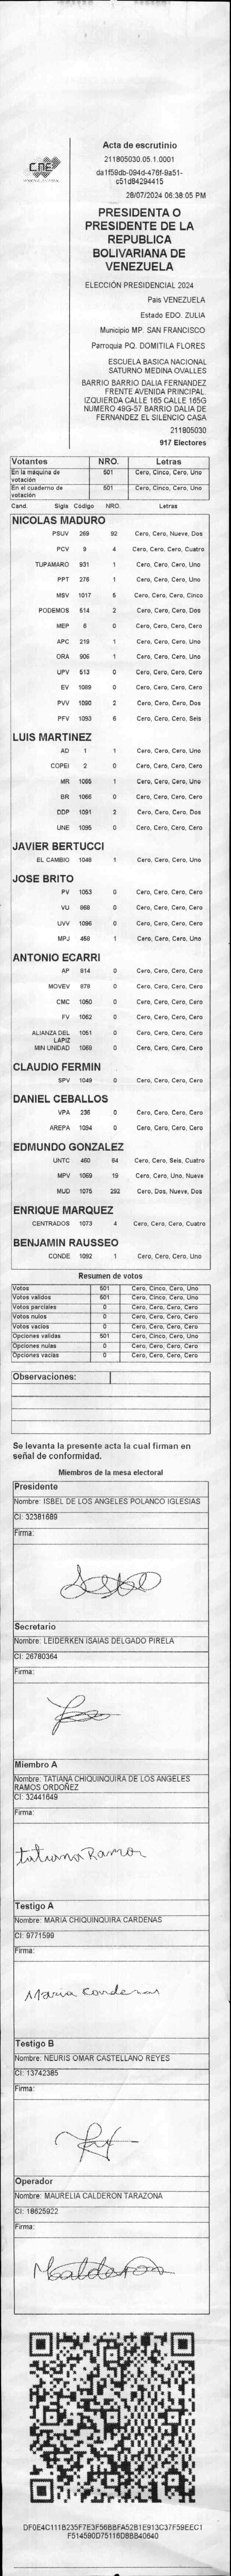 CNE
Acta de escrutinio
211805030.05.1.0001
da1f59db-094d-476f-9a51-
c51d84294415
28/07/2024 06:38:05 PM
PRESIDENTA O
PRESIDENTE DE LA
REPUBLICA
BOLIVARIANA DE
VENEZUELA
ELECCIÓN PRESIDENCIAL 2024
Pais VENEZUELA
Estado EDO. ZULIA
Municipio MP. SAN FRANCISCO
Parroquia PQ. DOMITILA FLORES
ESCUELA BASICA NACIONAL
SATURNO MEDINA OVALLES
BARRIO BARRIO DALIA FERNANDEZ
FRENTE AVENIDA PRINCIPAL.
IZQUIERDA CALLE 165 CALLE 165G
NUMERO 49G-57 BARRIO DALIA DE
FERNANDEZ EL SILENCIO CASA
211805030
917 Electores
Votantes NRO. Letras
En la máquina de votación 501 Cero, Cinco, Cero, Uno
En el cuaderno de votación 501 Cero, Cinco, Cero, Uno
Cand. Sigla Código NRO. Letras
NICOLAS MADURO
PSUV 269 92 Cero, Cero, Nueve, Dos
PCV 9 4 Cero, Cero, Cero, Cuatro
TUPAMARO 931 1 Cero, Cero, Cero, Uno
PPT 276 1 Cero, Cero, Cero, Uno
MSV 1017 5 Cero, Cero, Cero, Cinco
PODEMOS 514 2 Cero, Cero, Cero, Dos
MEP 6 0 Cero, Cero, Cero, Cero
APC 219 1 Cero, Cero, Cero, Uno
ORA 906 1 Cero, Cero, Cero, Uno
UPV 513 0 Cero, Cero, Cero, Cero
EV 1089 0 Cero, Cero, Cero, Cero
PVV 1090 2 Cero, Cero, Cero, Dos
PFV 1093 6 Cero, Cero, Cero, Seis
LUIS MARTINEZ
AD 1 1 Cero, Cero, Cero, Uno
COPEI 2 0 Cero, Cero, Cero, Cero
MR 1065 1 Cero, Cero, Cero, Uno
BR 1066 0 Cero, Cero, Cero, Cero
DDP 1091 2 Cero, Cero, Cero, Dos
UNE 1095 0 Cero, Cero, Cero, Cero
JAVIER BERTUCCI
EL CAMBIO 1046 1 Cero, Cero, Cero, Uno
JOSE BRITO
PV 1053 0 Cero, Cero, Cero, Cero
VU 868 0 Cero, Cero, Cero, Cero
UVV 1096 0 Cero, Cero, Cero, Cero
MPJ 459 1 Cero, Cero, Cero, Uno
ANTONIO ECARRI
AP 914 0 Cero, Cero, Cero, Cero
MOVEV 678 0 Cero, Cero, Cero, Cero
CMC 1050 0 Cero, Cero, Cero, Cero
FV 1062 0 Cero, Cero, Cero, Cero
ALIANZA DEL LAPIZ 1051 0 Cero, Cero, Cero, Cero
MIN UNIDAD 1069 0 Cero, Cero, Cero, Cero
CLAUDIO FERMIN
SPV 1049 0 Cero, Cero, Cero, Cero
DANIEL CEBALLOS
VPA 236 0 Cero, Cero, Cero, Cero
AREPA 1094 0 Cero, Cero, Cero, Cero
EDMUNDO GONZALEZ
UNTC 460 64 Cero, Cero, Seis, Cuatro
MPV 1069 19 Cero, Cero, Uno, Nueve
MUD 1075 292 Cero, Dos, Nueve, Dos
ENRIQUE MARQUEZ
CENTRADOS 1073 4 Cero, Cero, Cero, Cuatro
BENJAMIN RAUSSEO
CONDE 1092 1 Cero, Cero, Cero, Uno
Resumen de votos
Votos 501 Cero, Cinco, Cero, Uno
Votos validos 501 Cero, Cinco, Cero, Uno
Votos parciales 0 Cero, Cero, Cero, Cero
Votos nulos 0 Cero, Cero, Cero, Cero
Votos vacios 0 Cero, Cero, Cero, Cero
Opciones validas 501 Cero, Cinco, Cero, Uno
Opciones nulas 0 Cero, Cero, Cero, Cero
Opciones vacias 0 Cero, Cero, Cero, Cero
Observaciones:
Se levanta la presente acta la cual firman en
señal de conformidad.
Miembros de la mesa electoral
Presidente
Nombre: ISBEL DE LOS ANGELES POLANCO IGLESIAS
CI: 32381689
Firma:
Secretario
Nombre: LEIDERKEN ISAIAS DELGADO PIRELA
CI: 26780364
Firma:
Miembro A
Nombre: TATIANA CHIQUINQUIRA DE LOS ANGELES
RAMOS ORDOÑEZ
CI: 32441649
Firma:
tatiana Ramos
Testigo A
Nombre: MARIA CHIQUINQUIRA CARDENAS
CI: 9771599
Firma:
Maria Cardenas
Testigo B
Nombre: NEURIS OMAR CASTELLANO REYES
CI: 13742385
Firma:
Operador
Nombre: MAURELIA CALDERON TARAZONA
CI: 18625922
Firma:
MCalderon
DF0E4C111B235F7E3F56BBFA52B1E913C37F59EEC1
F514590D75116DBBB40640